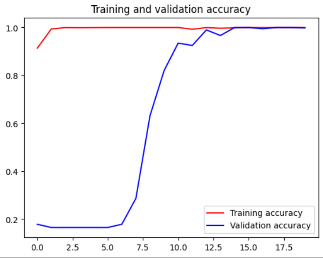 Training and validation accuracy
1.0
0.8
0.6
0.4
0.2
Training accuracy
Validation accuracy
0.0 2.5 5.0 7.5 10.0 12.5 15.0 17.5